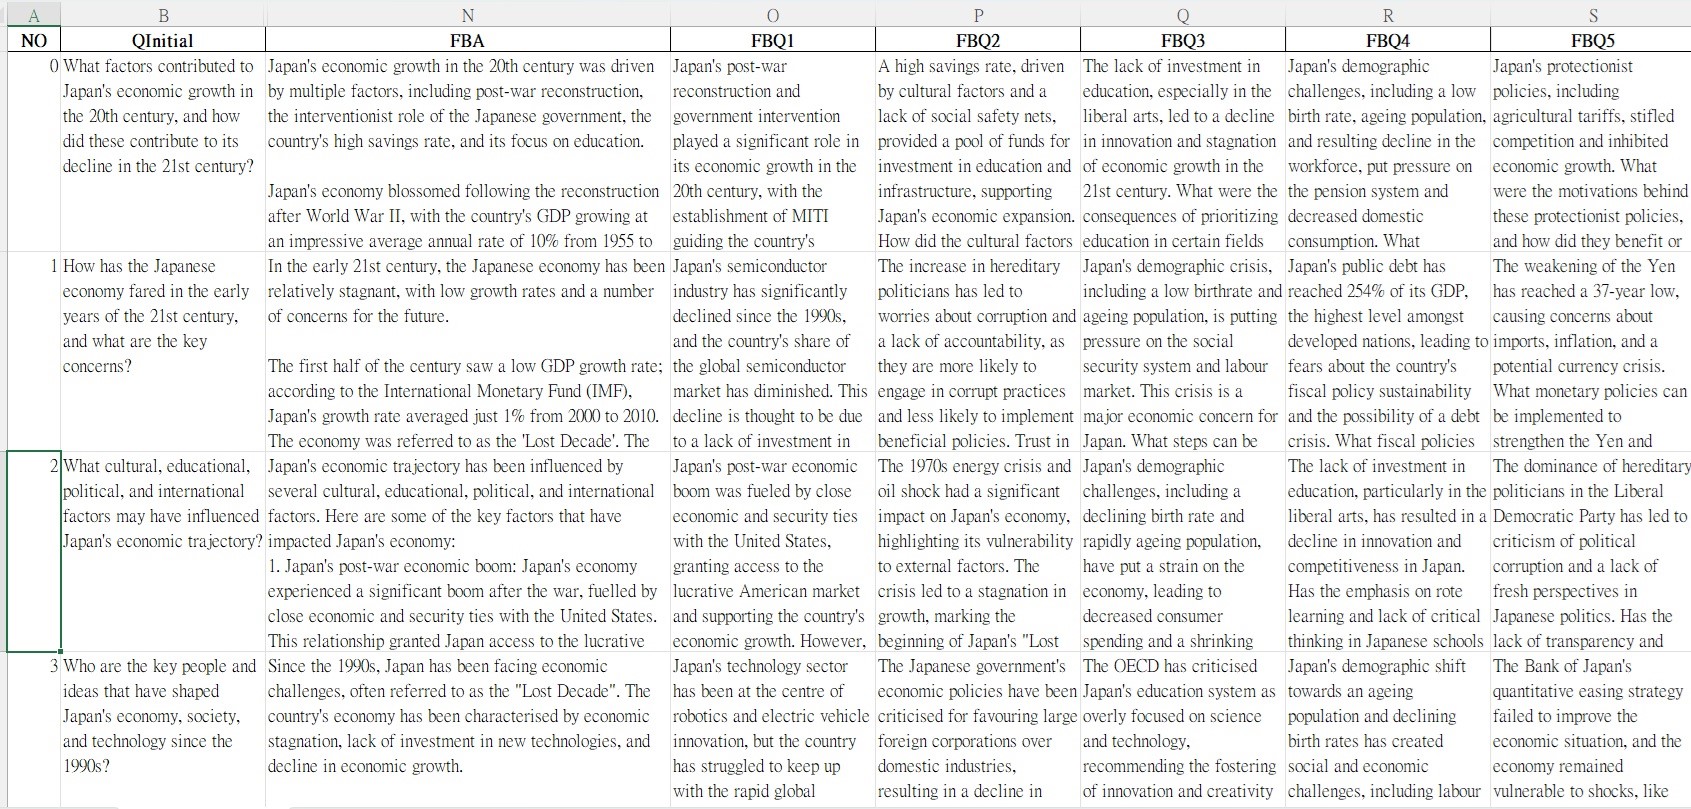 A B N O P Q R S
NO QInitial FBA FBQ1 FBQ2 FBQ3 FBQ4 FBQ5
0
What factors contributed to
Japan's economic growth in
the 20th century, and how
did these contribute to its
decline in the 21st century?
Japan's economic growth in the 20th century was driven
by multiple factors, including post-war reconstruction,
the interventionist role of the Japanese government, the
country's high savings rate, and its focus on education.
Japan's economy blossomed following the reconstruction
after World War II, with the country's GDP growing at
an impressive average annual rate of 10% from 1955 to
Japan's post-war
reconstruction and
government intervention
played a significant role in
its economic growth in the
20th century, with the
establishment of MITI
guiding the country's
A high savings rate, driven
by cultural factors and a
lack of social safety nets,
provided a pool of funds for
investment in education and
infrastructure, supporting
Japan's economic expansion.
How did the cultural factors
The lack of investment in
education, especially in the
liberal arts, led to a decline
in innovation and stagnation
of economic growth in the
21st century. What were the
consequences of prioritizing
education in certain fields
Japan's demographic
challenges, including a low
birth rate, ageing population,
and resulting decline in the
workforce, put pressure on
the pension system and
decreased domestic
consumption. What
Japan's protectionist
policies, including
agricultural tariffs, stifled
competition and inhibited
economic growth. What
were the motivations behind
these protectionist policies,
and how did they benefit or
1
How has the Japanese
economy fared in the early
years of the 21st century,
and what are the key
concerns?
In the early 21st century, the Japanese economy has been
relatively stagnant, with low growth rates and a number
of concerns for the future.
The first half of the century saw a low GDP growth rate;
according to the International Monetary Fund (IMF),
Japan's growth rate averaged just 1% from 2000 to 2010.
The economy was referred to as the 'Lost Decade'. The
Japan's semiconductor
industry has significantly
declined since the 1990s,
and the country's share of
the global semiconductor
market has diminished. This
decline is thought to be due
to a lack of investment in
The increase in hereditary
politicians has led to
worries about corruption and
a lack of accountability, as
they are more likely to
engage in corrupt practices
and less likely to implement
beneficial policies. Trust in
Japan's demographic crisis,
including a low birthrate and
ageing population, is putting
pressure on the social
security system and labour
market. This crisis is a
major economic concern for
Japan. What steps can be
Japan's public debt has
reached 254% of its GDP,
the highest level amongst
developed nations, leading to
fears about the country's
fiscal policy sustainability
and the possibility of a debt
crisis. What fiscal policies
The weakening of the Yen
has reached a 37-year low,
causing concerns about
imports, inflation, and a
potential currency crisis.
What monetary policies can
be implemented to
strengthen the Yen and
2
What cultural, educational,
political, and international
factors may have influenced
Japan's economic trajectory?
Japan's economic trajectory has been influenced by
several cultural, educational, political, and international
factors. Here are some of the key factors that have
impacted Japan's economy:
1. Japan's post-war economic boom: Japan's economy
experienced a significant boom after the war, fuelled by
close economic and security ties with the United States.
This relationship granted Japan access to the lucrative
Japan's post-war economic
boom was fueled by close
economic and security ties
with the United States,
granting access to the
lucrative American market
and supporting the country's
economic growth. However,
The 1970s energy crisis and
oil shock had a significant
impact on Japan's economy,
highlighting its vulnerability
to external factors. The
crisis led to a stagnation in
growth, marking the
beginning of Japan's "Lost
Japan's demographic
challenges, including a
declining birth rate and
rapidly ageing population,
have put a strain on the
economy, leading to
decreased consumer
spending and a shrinking
The lack of investment in
education, particularly in the
liberal arts, has resulted in a
decline in innovation and
competitiveness in Japan.
Has the emphasis on rote
learning and lack of critical
thinking in Japanese schools
The dominance of hereditary
politicians in the Liberal
Democratic Party has led to
criticism of political
corruption and a lack of
fresh perspectives in
Japanese politics. Has the
lack of transparency and
3
Who are the key people and
ideas that have shaped
Japan's economy, society,
and technology since the
1990s?
Since the 1990s, Japan has been facing economic
challenges, often referred to as the "Lost Decade". The
country's economy has been characterised by economic
stagnation, lack of investment in new technologies, and
decline in economic growth.
Japan's technology sector
has been at the centre of
robotics and electric vehicle
innovation, but the country
has struggled to keep up
with the rapid global
The Japanese government's
economic policies have been
criticised for favouring large
foreign corporations over
domestic industries,
resulting in a decline in
The OECD has criticised
Japan's education system as
overly focused on science
and technology,
recommending the fostering
of innovation and creativity
Japan's demographic shift
towards an ageing
population and declining
birth rates has created
social and economic
challenges, including labour
The Bank of Japan's
quantitative easing strategy
failed to improve the
economic situation, and the
economy remained
vulnerable to shocks, like